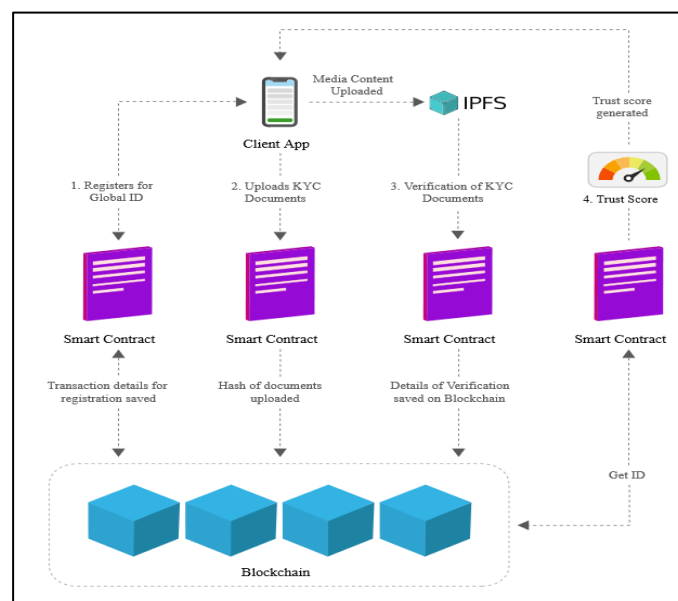 Media Content
Uploaded
IPFS
Client App
Trust score
generated
1. Registers for
Global ID
2. Uploads KYC
Documents
3. Verification of KYC
Documents
4. Trust Score
Smart Contract
Smart Contract
Smart Contract
Smart Contract
Transaction details for
registration saved
Hash of documents
uploaded
Details of Verification
saved on Blockchain
Get ID
Blockchain